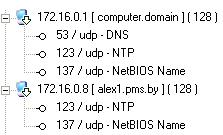 172.16.0.1 [ computer.domain ] ( 128 )
53 / udp - DNS
123 / udp - NTP
137 / udp - NetBIOS Name
172.16.0.8 [ alex1.pms.by ] ( 128 )
123 / udp - NTP
137 / udp - NetBIOS Name